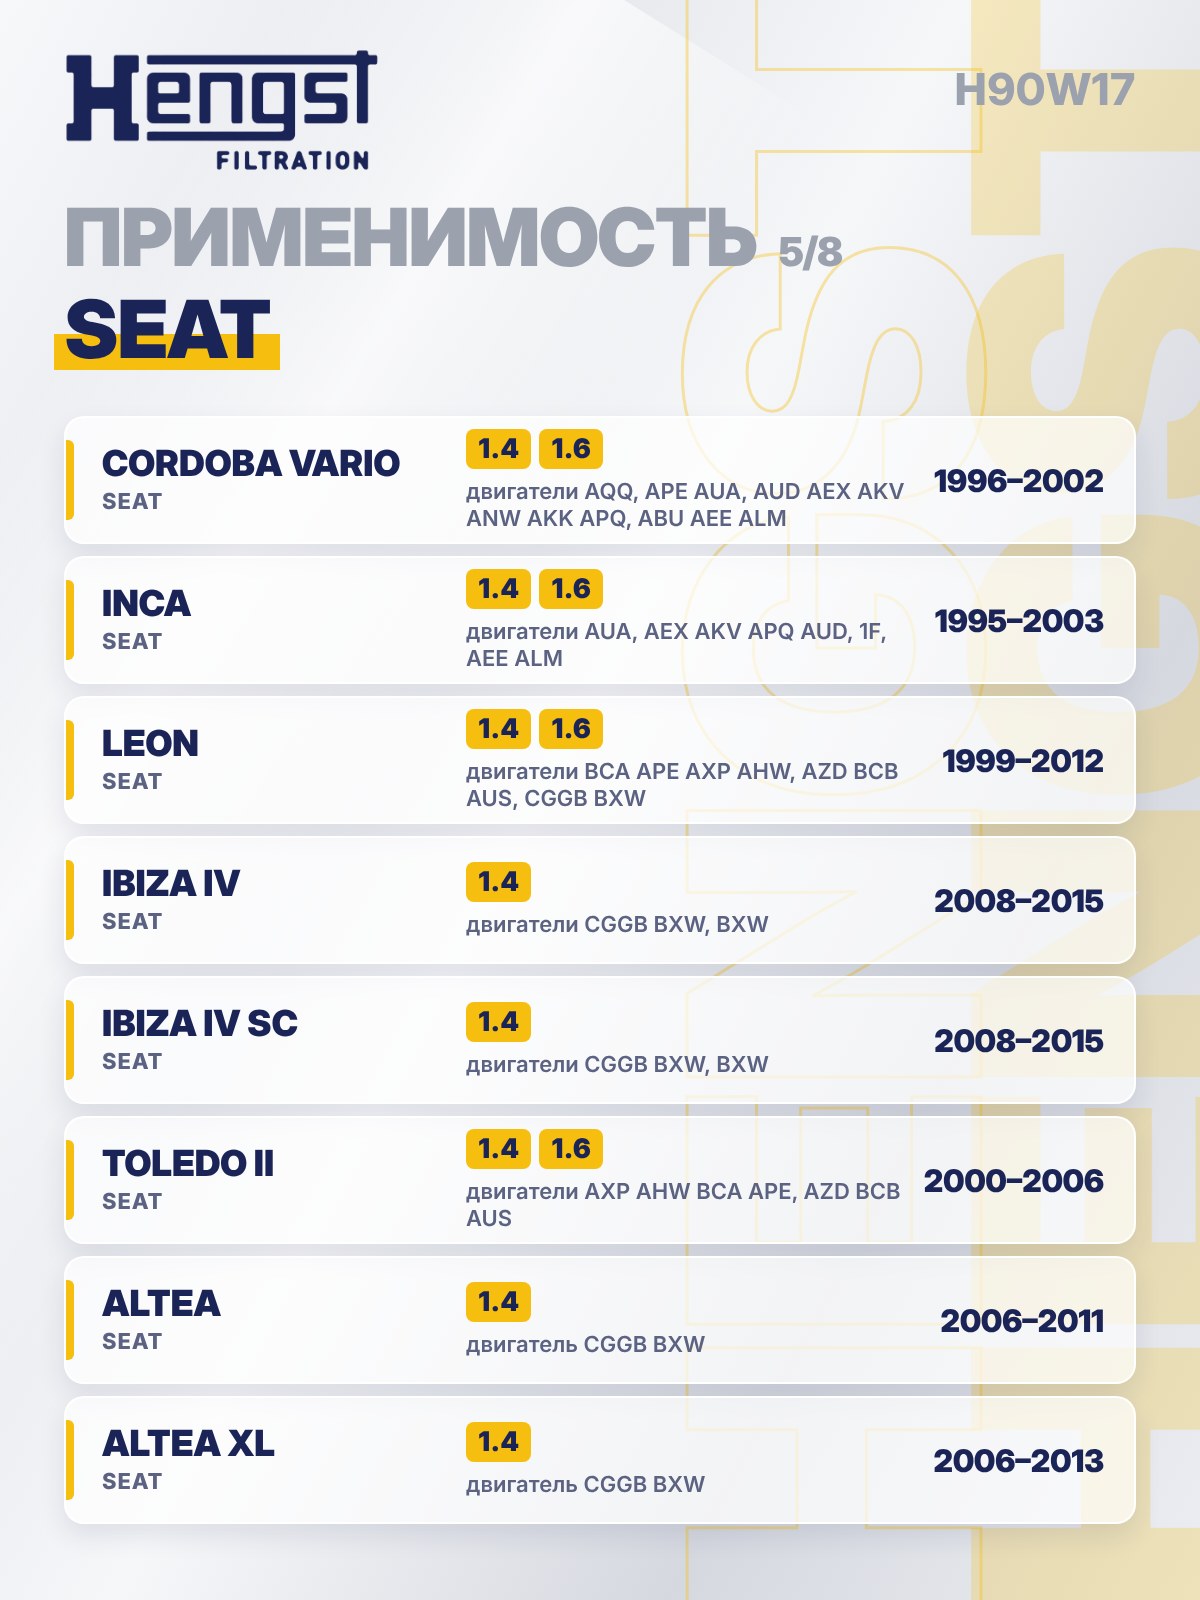 Hengst
FILTRATION
H90W17
ПРИМЕНИМОСТЬ 5/8
SEAT
CORDOBA VARIO
SEAT
1.4 1.6
двигатели AQQ, APE AUA, AUD AEX AKV
ANW AKK APQ, ABU AEE ALM
1996–2002
INCA
SEAT
1.4 1.6
двигатели AUA, AEX AKV APQ AUD, 1F,
AEE ALM
1995–2003
LEON
SEAT
1.4 1.6
двигатели BCA APE AXP AHW, AZD BCB
AUS, CGGB BXW
1999–2012
IBIZA IV
SEAT
1.4
двигатели CGGB BXW, BXW
2008–2015
IBIZA IV SC
SEAT
1.4
двигатели CGGB BXW, BXW
2008–2015
TOLEDO II
SEAT
1.4 1.6
двигатели AXP AHW BCA APE, AZD BCB
AUS
2000–2006
ALTEA
SEAT
1.4
двигатель CGGB BXW
2006–2011
ALTEA XL
SEAT
1.4
двигатель CGGB BXW
2006–2013
HENGST
HENGST